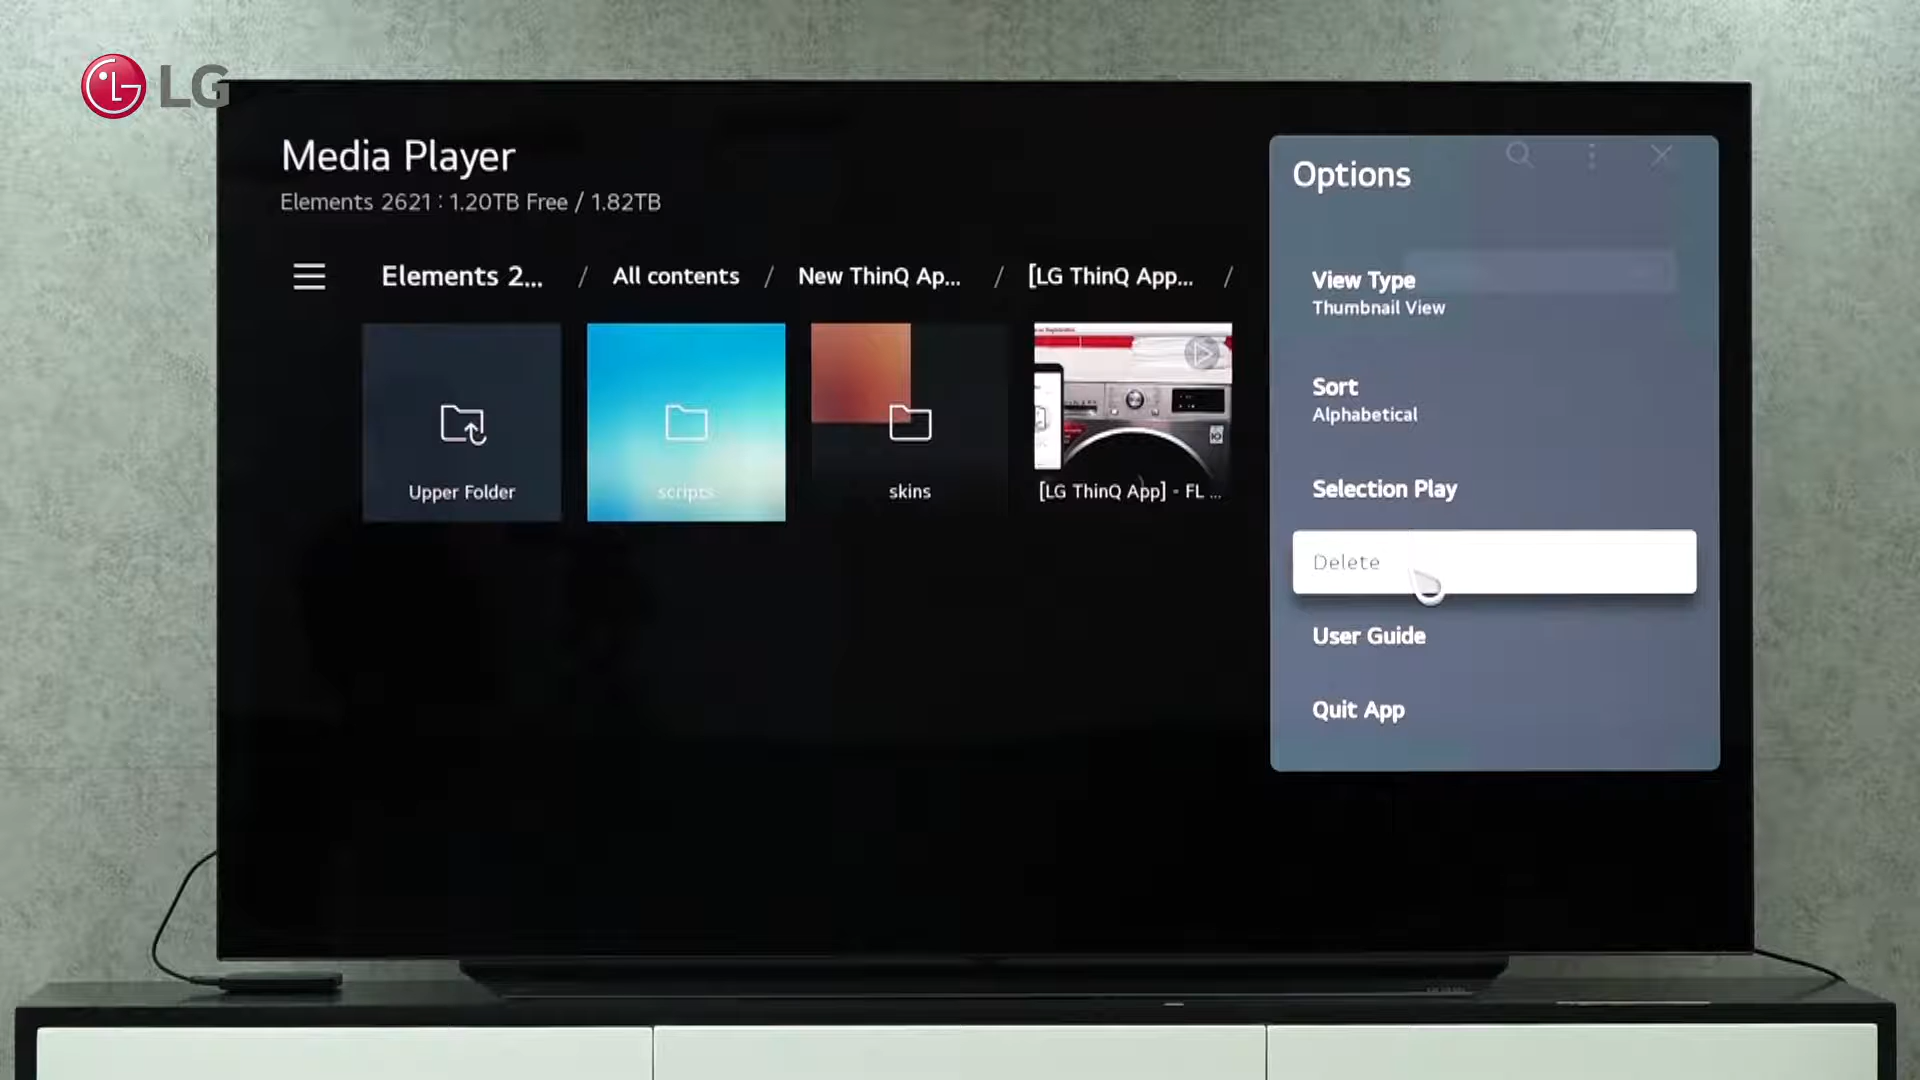 LG
Media Player
Elements 2621 : 1.20TB Free / 1.82TB
Elements 2... / All contents / New ThinQ Ap... / [LG ThinQ App... /
Upper Folder
scripts
skins
[LG ThinQ App] - FL ...
Options
View Type
Thumbnail View
Sort
Alphabetical
Selection Play
Delete
User Guide
Quit App